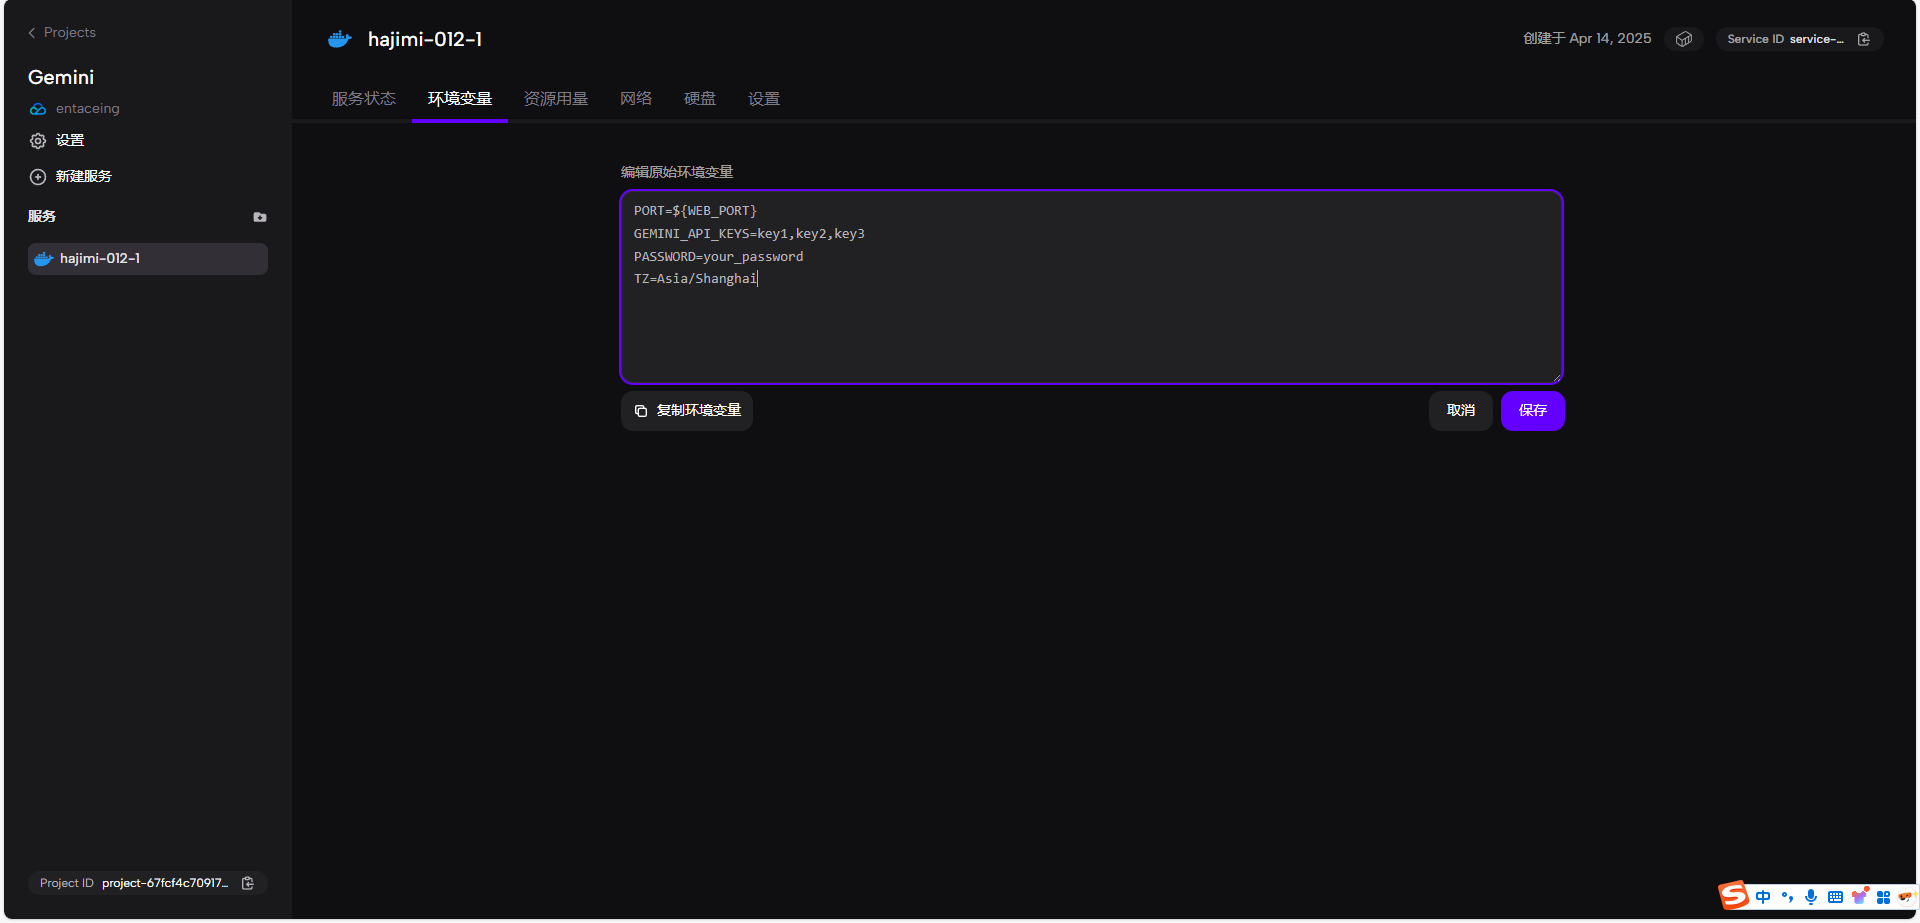 Projects
Gemini
entaceing
设置
新建服务
服务
hajimi-012-1
Project ID project-67fcf4c70917...
hajimi-012-1
创建于 Apr 14, 2025
Service ID service-...
服务状态 环境变量 资源用量 网络 硬盘 设置
编辑原始环境变量
PORT=${WEB_PORT}
GEMINI_API_KEYS=key1,key2,key3
PASSWORD=your_password
TZ=Asia/Shanghai
复制环境变量
取消
保存
中